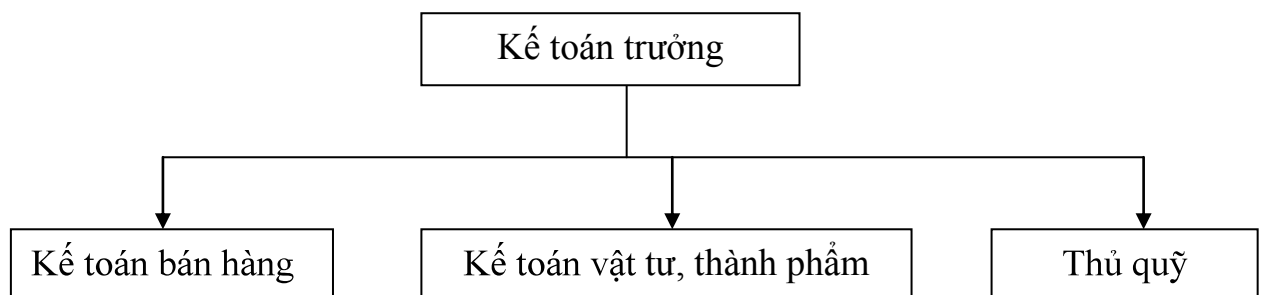 Kế toán trưởng
Kế toán bán hàng
Kế toán vật tư, thành phẩm
Thủ quỹ